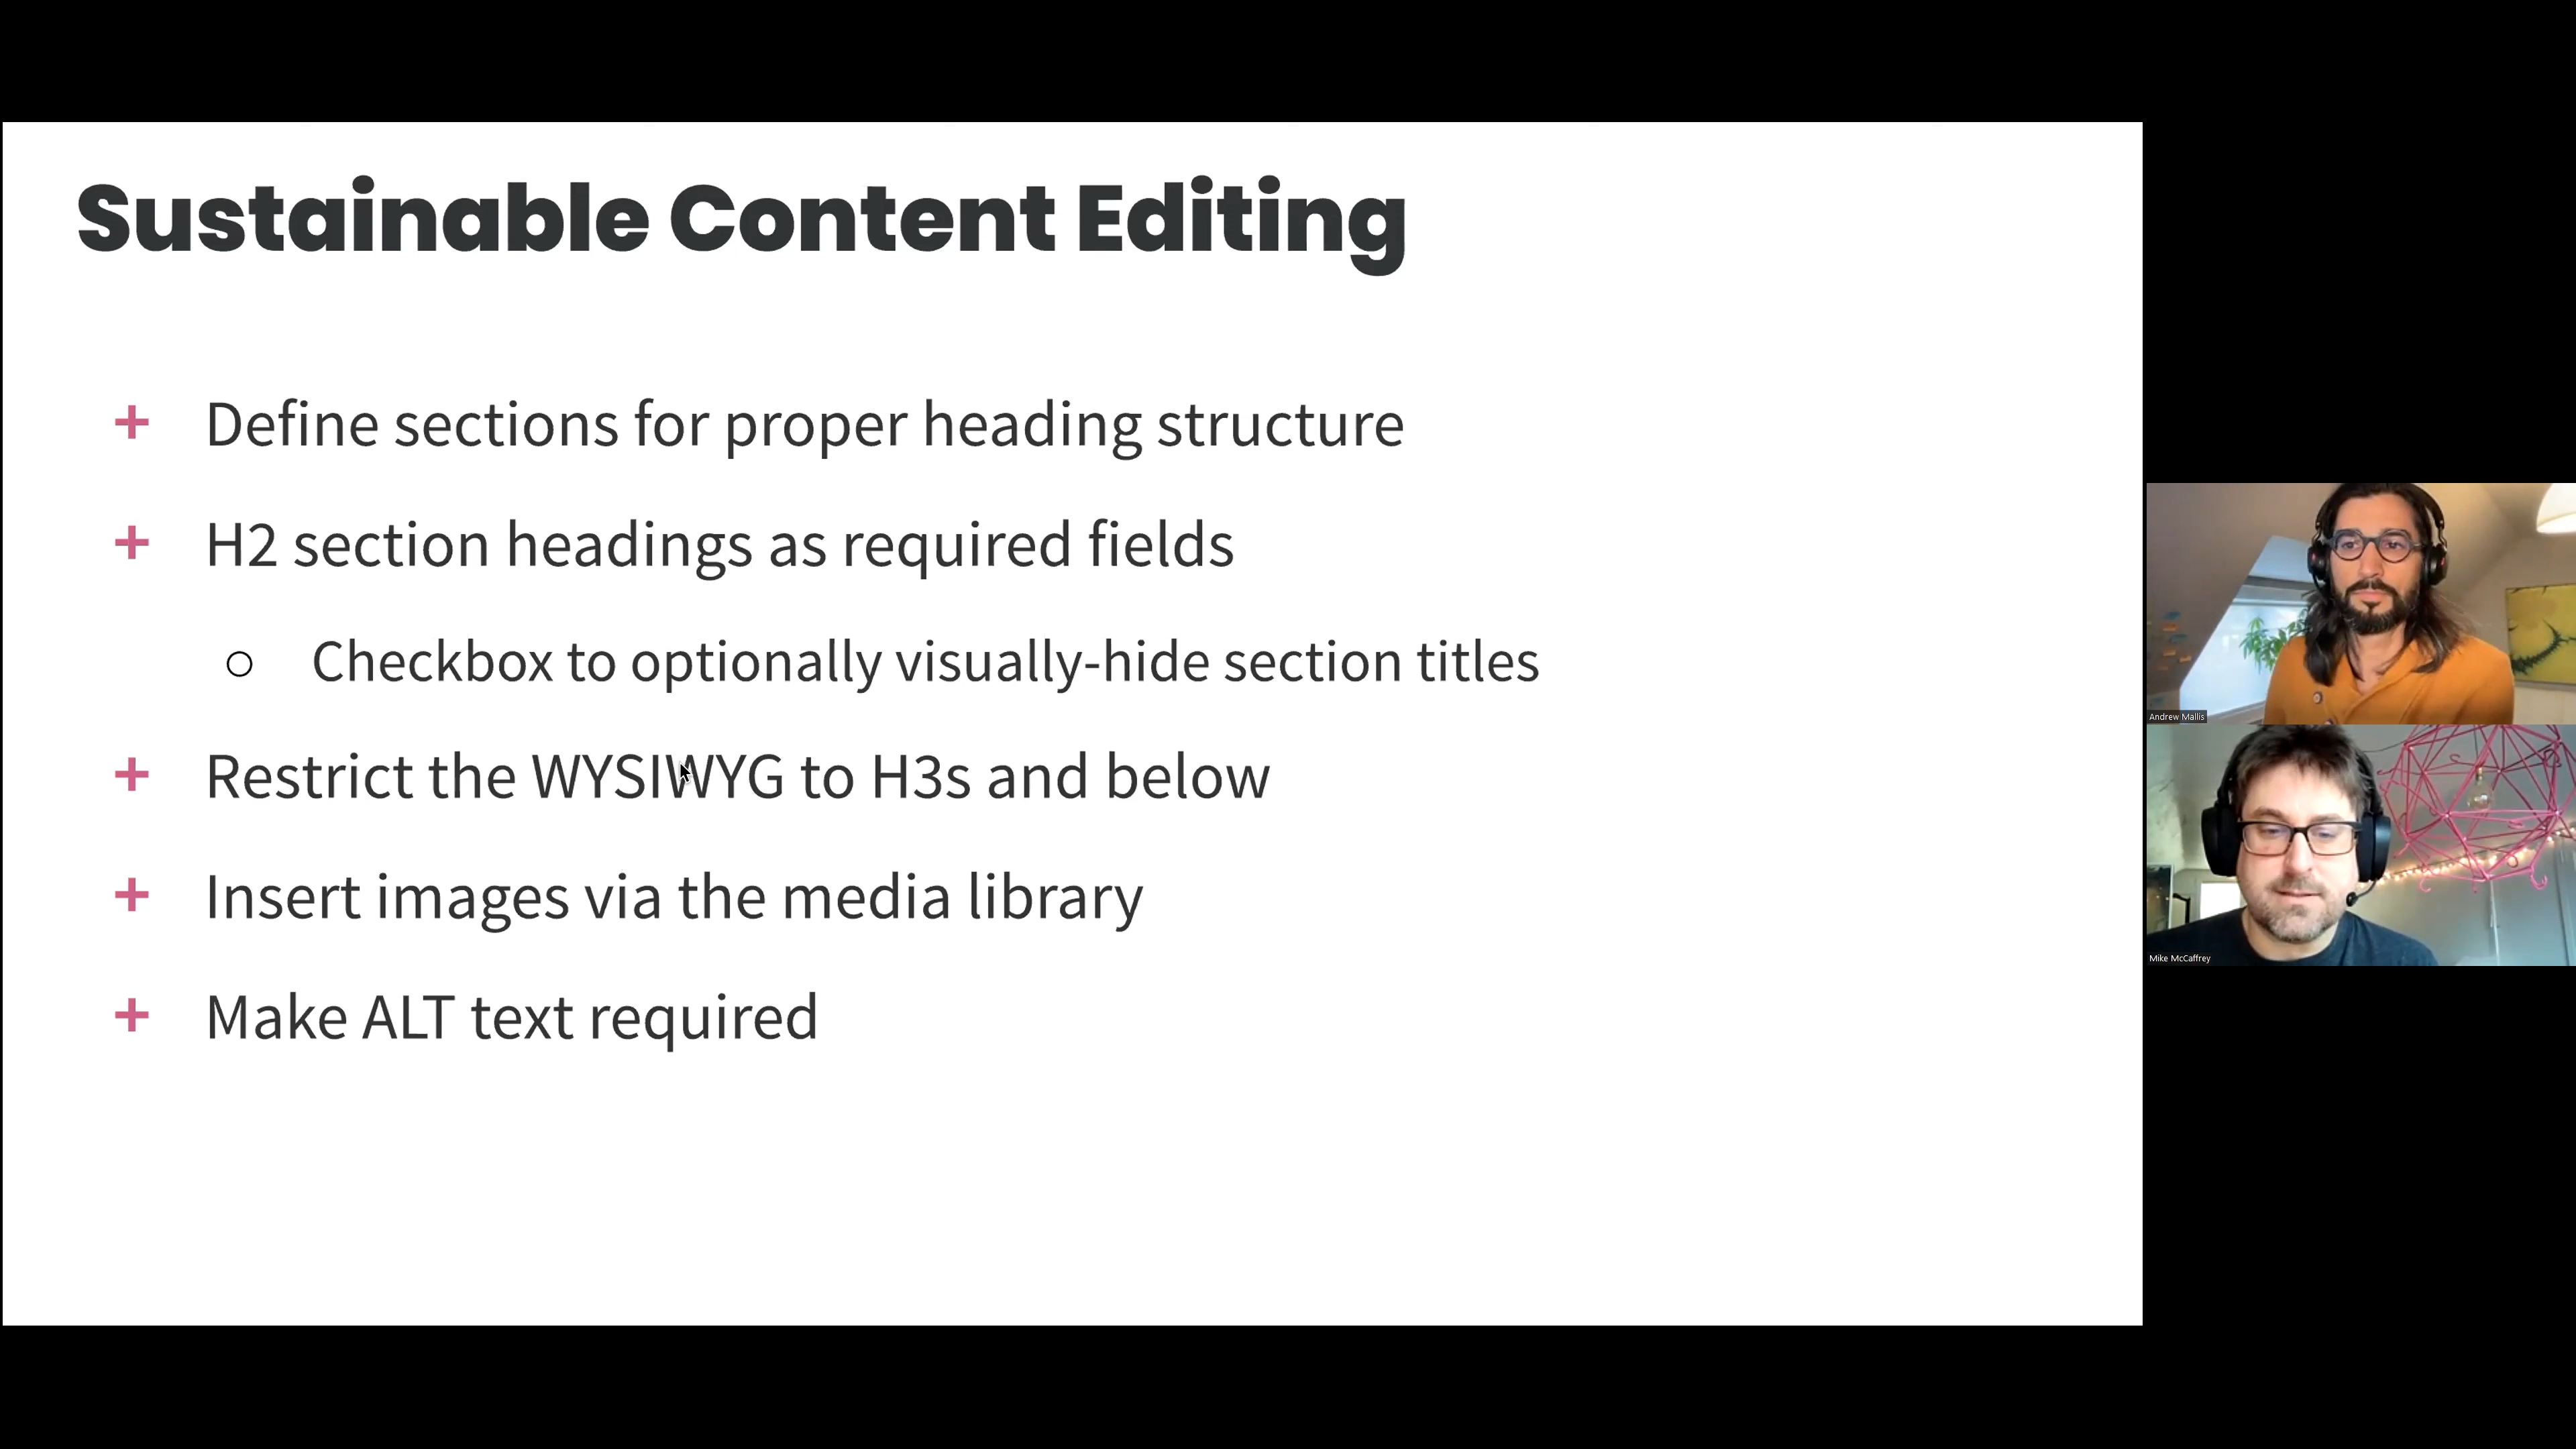 Sustainable Content Editing
+ Define sections for proper heading structure
+ H2 section headings as required fields
○ Checkbox to optionally visually-hide section titles
+ Restrict the WYSIWYG to H3s and below
+ Insert images via the media library
+ Make ALT text required
Andrew Mallis
Mike McCaffrey